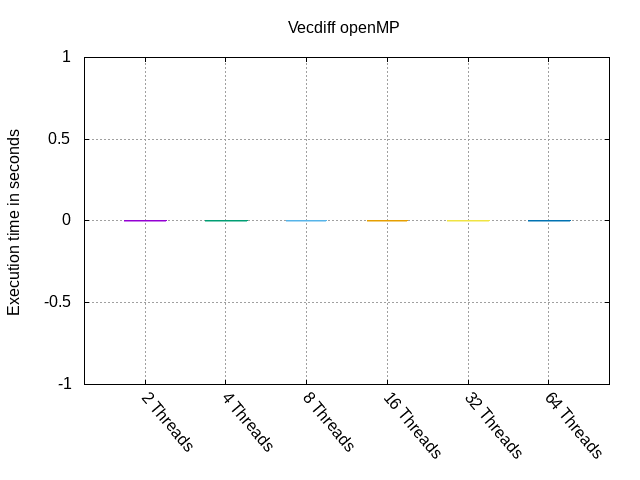 Vecdiff openMP
1
0.5
0
-0.5
-1
Execution time in seconds
2 Threads
4 Threads
8 Threads
16 Threads
32 Threads
64 Threads